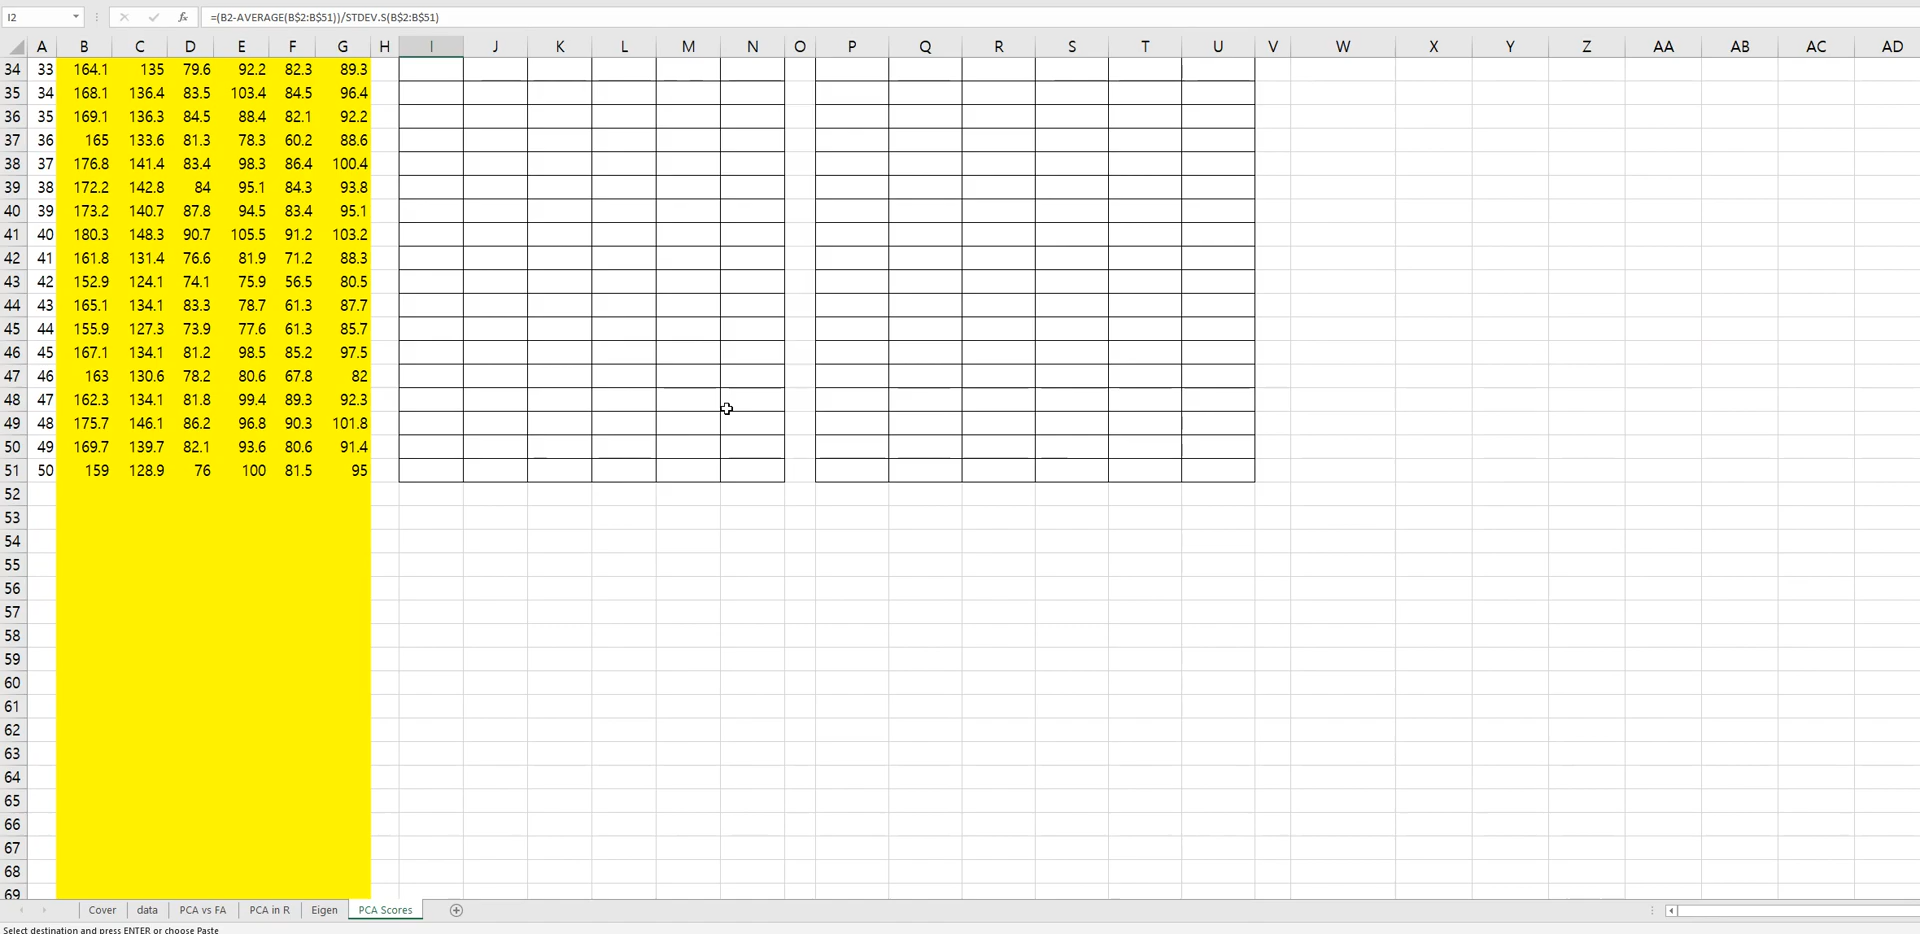 I2 fx =(B2-AVERAGE(B$2:B$51))/STDEV.S(B$2:B$51)
A B C D E F G H I J K L M N O P Q R S T U V W X Y Z AA AB AC AD
34 33 164.1 135 79.6 92.2 82.3 89.3
35 34 168.1 136.4 83.5 103.4 84.5 96.4
36 35 169.1 136.3 84.5 88.4 82.1 92.2
37 36 165 133.6 81.3 78.3 60.2 88.6
38 37 176.8 141.4 83.4 98.3 86.4 100.4
39 38 172.2 142.8 84 95.1 84.3 93.8
40 39 173.2 140.7 87.8 94.5 83.4 95.1
41 40 180.3 148.3 90.7 105.5 91.2 103.2
42 41 161.8 131.4 76.6 81.9 71.2 88.3
43 42 152.9 124.1 74.1 75.9 56.5 80.5
44 43 165.1 134.1 83.3 78.7 61.3 87.7
45 44 155.9 127.3 73.9 77.6 61.3 85.7
46 45 167.1 134.1 81.2 98.5 85.2 97.5
47 46 163 130.6 78.2 80.6 67.8 82
48 47 162.3 134.1 81.8 99.4 89.3 92.3
49 48 175.7 146.1 86.2 96.8 90.3 101.8
50 49 169.7 139.7 82.1 93.6 80.6 91.4
51 50 159 128.9 76 100 81.5 95
52
53
54
55
56
57
58
59
60
61
62
63
64
65
66
67
68
69
Cover data PCA vs FA PCA in R Eigen PCA Scores
Select destination and press ENTER or choose Paste